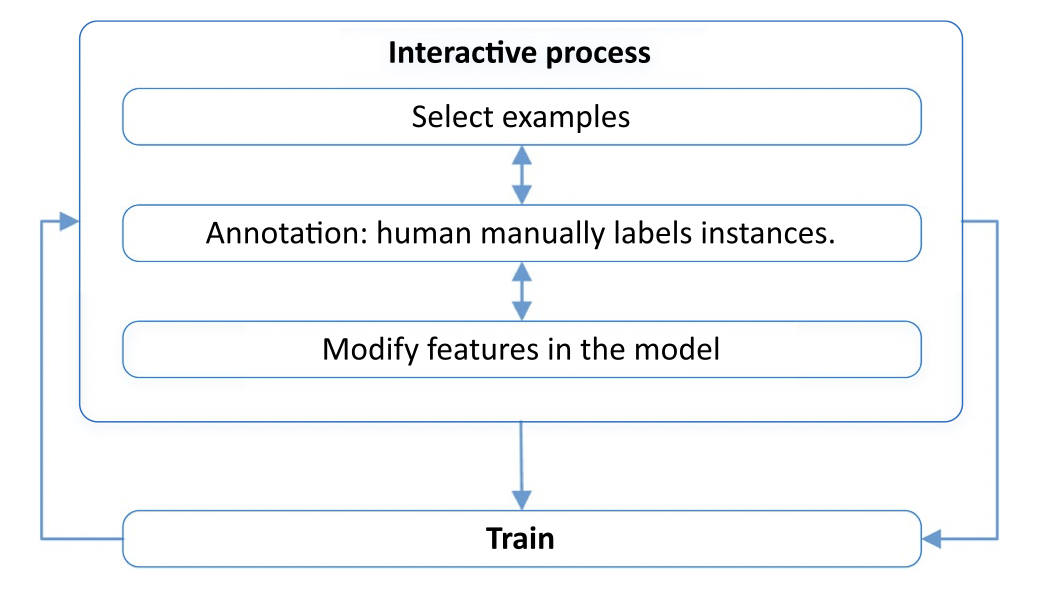 Interactive process
Select examples
Annotation: human manually labels instances.
Modify features in the model
Train